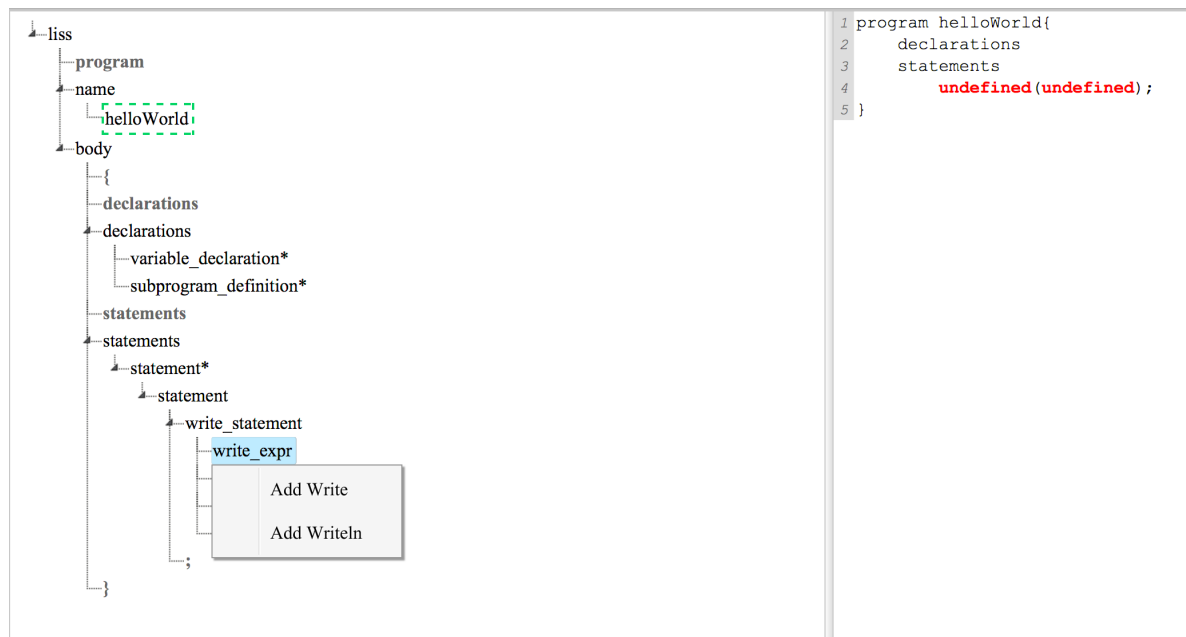 liss
program
name
helloWorld
body
{
declarations
declarations
variable_declaration*
subprogram_definition*
statements
statements
statement*
statement
write_statement
write_expr
Add Write
Add Writeln
;
}
1 program helloWorld{
2 declarations
3 statements
4 undefined(undefined);
5 }